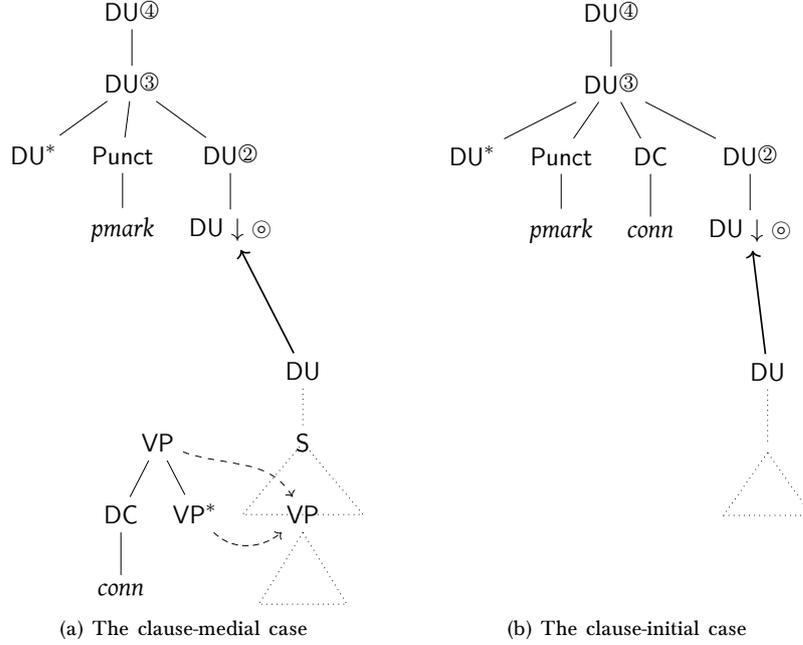 DU④ DU④
DU③ DU③
DU* Punct DU② DU* Punct DC DU②
pmark DU ↓ ⊚ pmark conn DU ↓ ⊚
DU DU
VP S
DC VP* VP
conn
(a) The clause-medial case (b) The clause-initial case